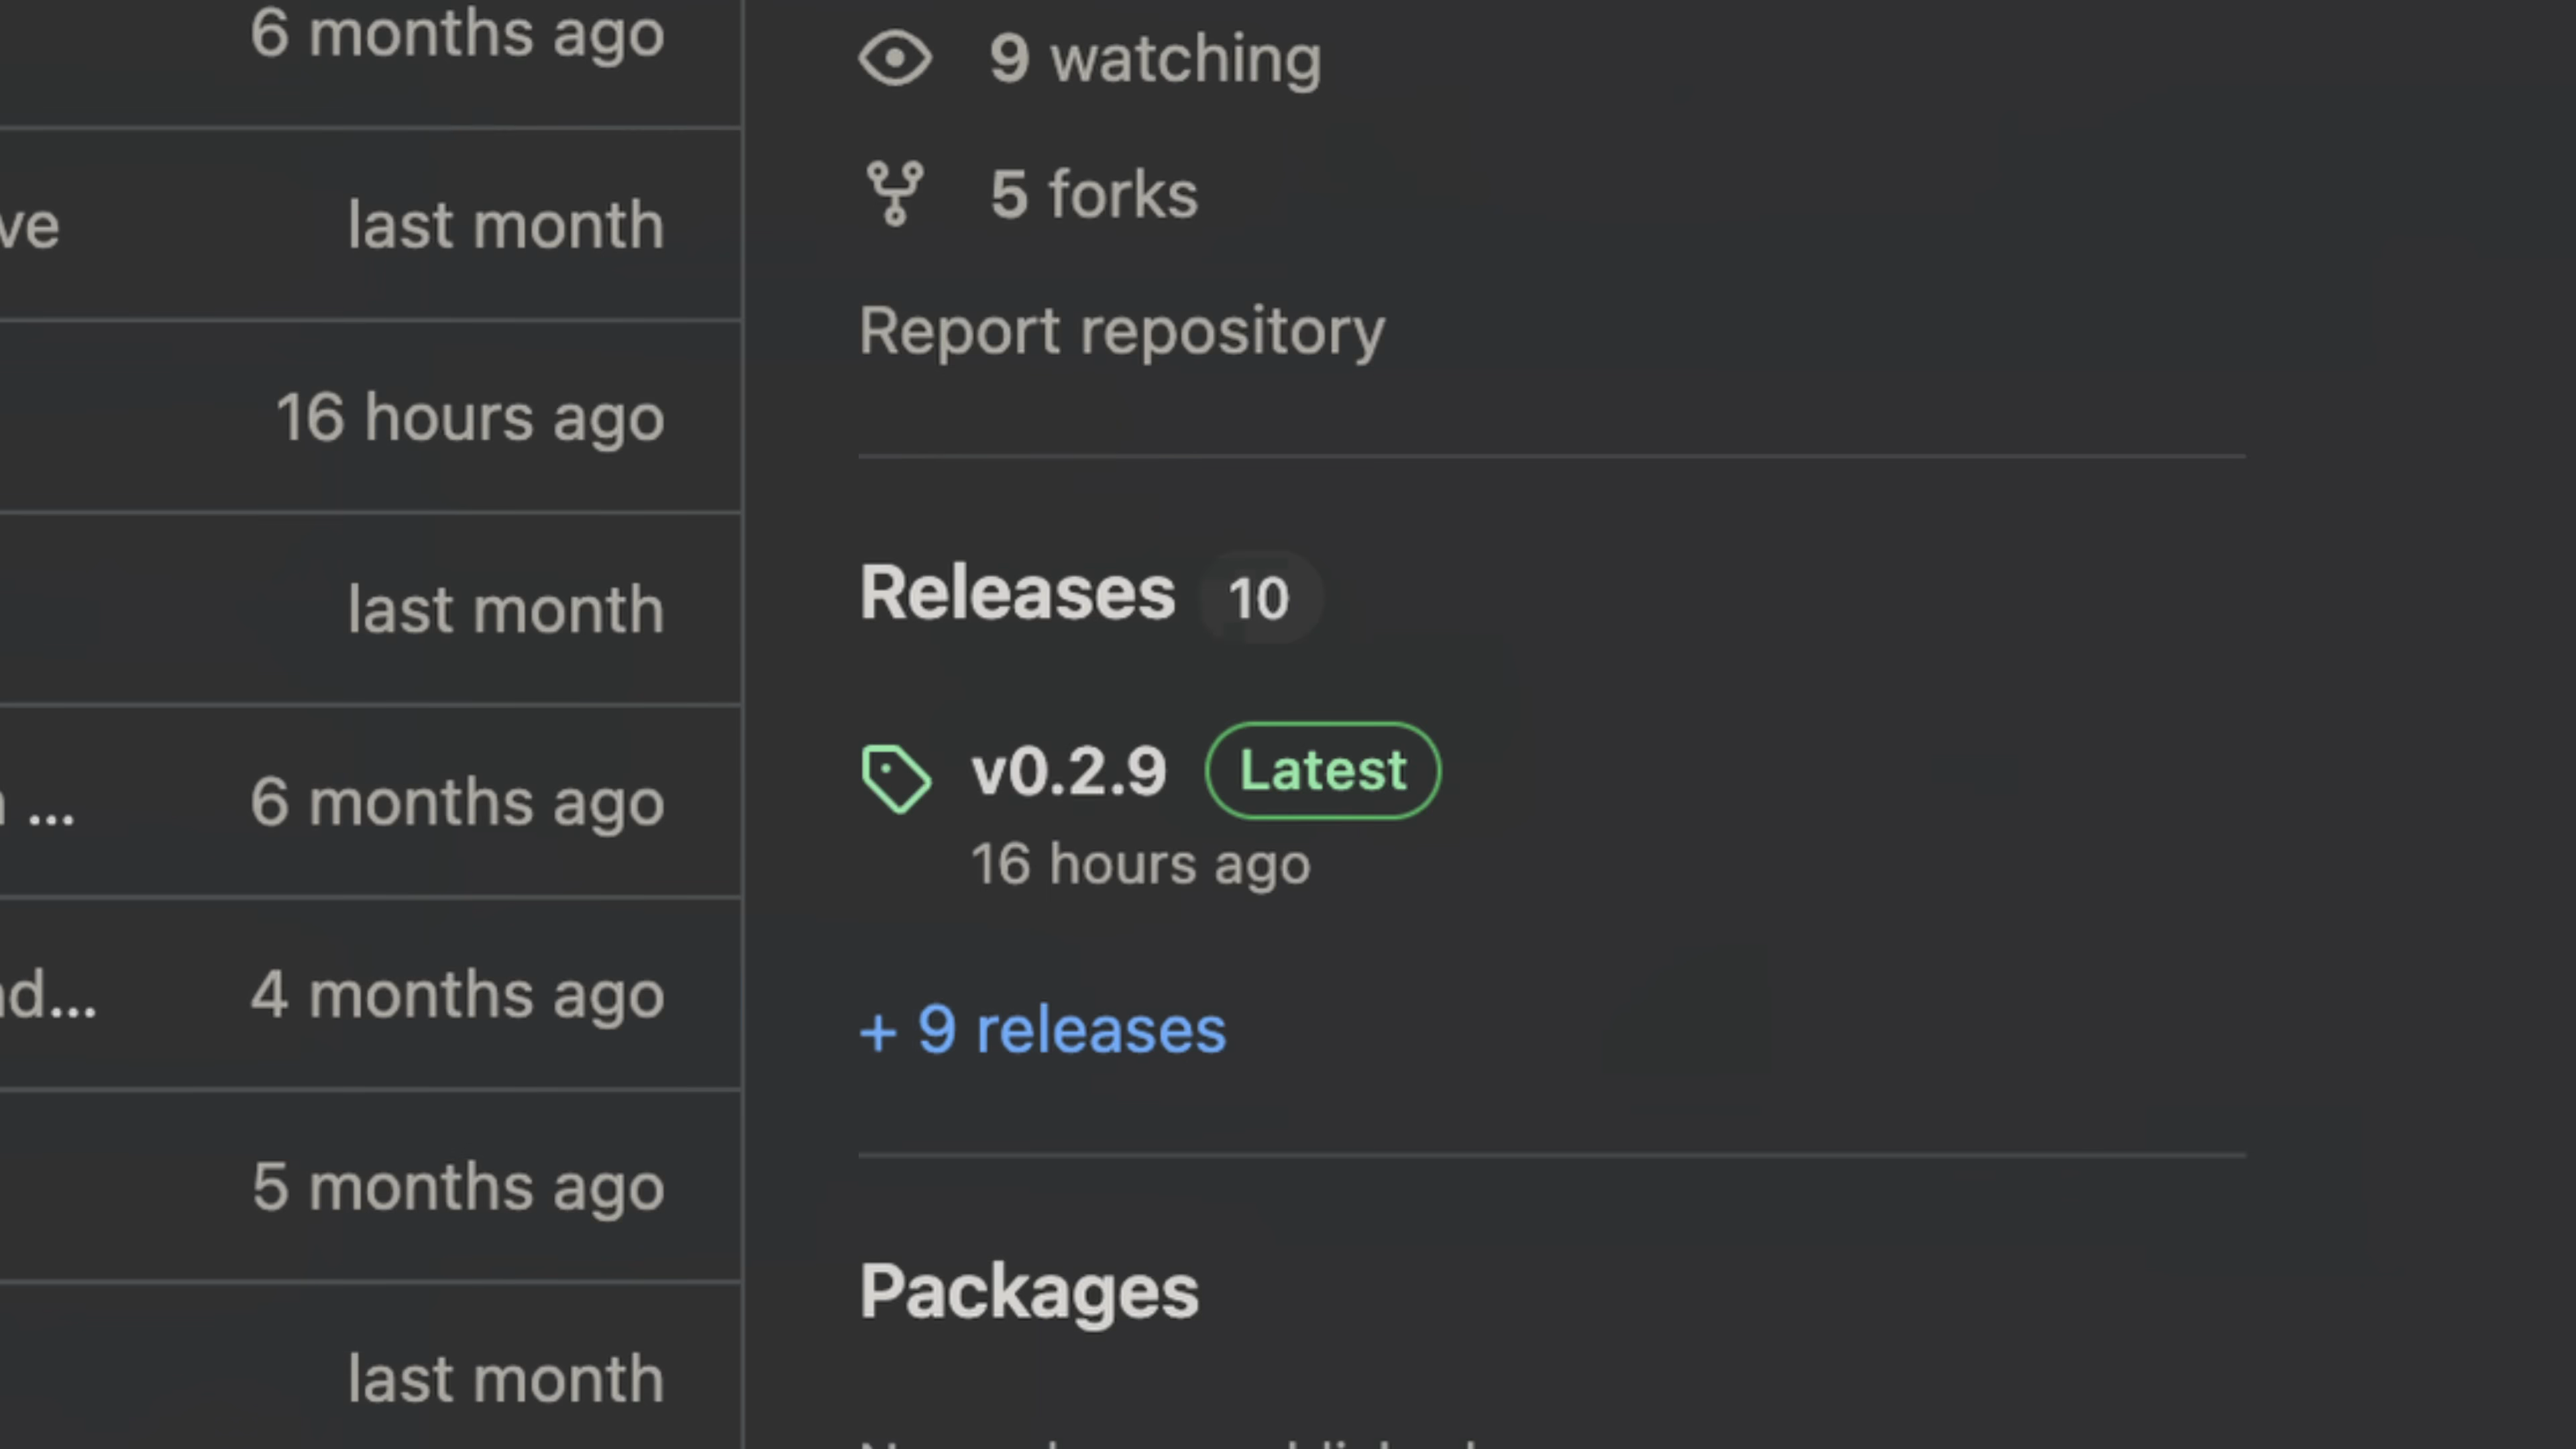 6 months ago
ve last month
16 hours ago
last month
... 6 months ago
nd... 4 months ago
5 months ago
last month
9 watching
5 forks
Report repository
Releases 10
v0.2.9 Latest
16 hours ago
+ 9 releases
Packages